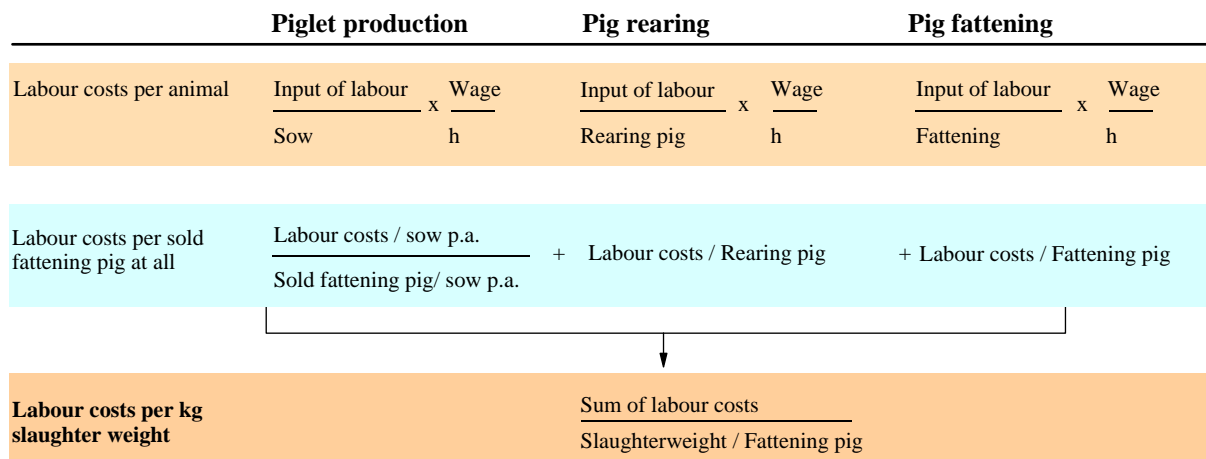 Piglet production Pig rearing Pig fattening
Labour costs per animal
Input of labour x Wage
Sow h
Input of labour x Wage
Rearing pig h
Input of labour x Wage
Fattening h
Labour costs per sold
fattening pig at all
Labour costs / sow p.a.
Sold fattening pig/ sow p.a.
+ Labour costs / Rearing pig
+ Labour costs / Fattening pig
Labour costs per kg
slaughter weight
Sum of labour costs
Slaughterweight / Fattening pig